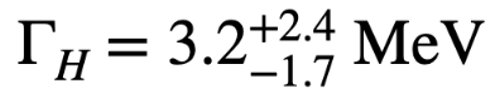 Γ_H = 3.2^{+2.4}_{−1.7} MeV